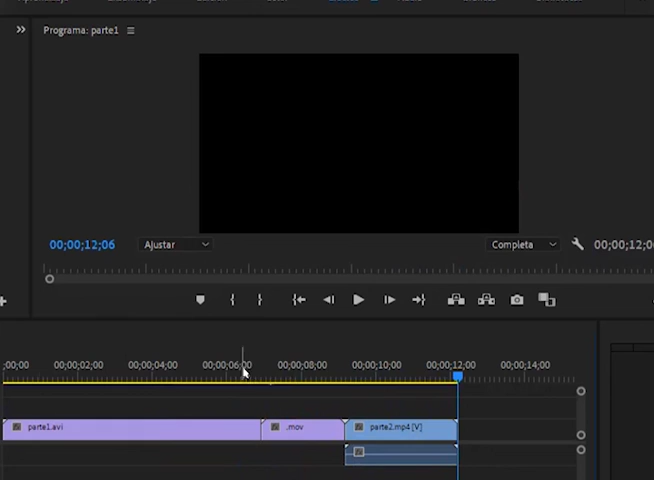 Programa: parte1
00;00;12;06 Ajustar Completa 00;00;12;0
;00;00 00;00;02;00 00;00;04;00 00;00;06;00 00;00;08;00 00;00;10;00 00;00;12;00 00;00;14;00
parte1.avi .mov parte2.mp4 [V]